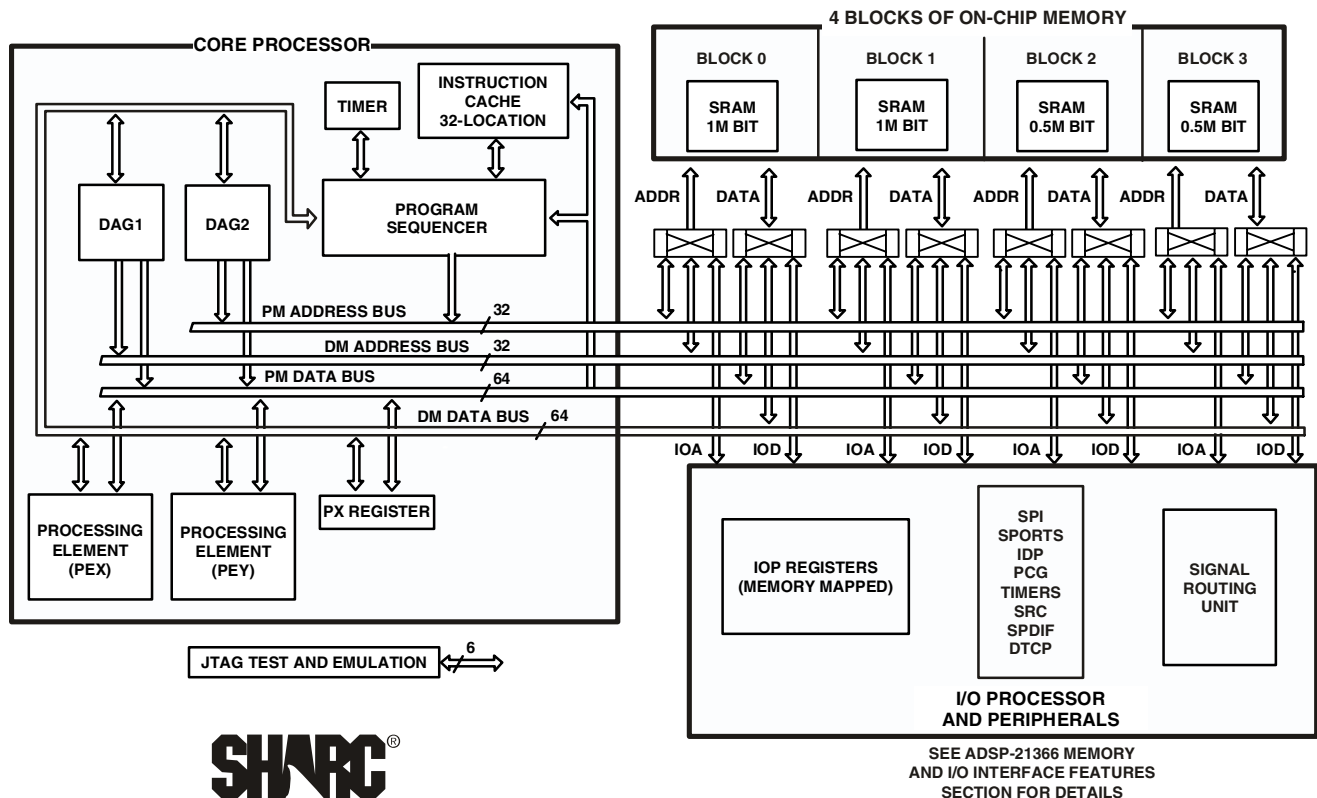 4 BLOCKS OF ON-CHIP MEMORY
CORE PROCESSOR
BLOCK 0
BLOCK 1
BLOCK 2
BLOCK 3
SRAM
1M BIT
SRAM
1M BIT
SRAM
0.5M BIT
SRAM
0.5M BIT
TIMER
INSTRUCTION
CACHE
32-LOCATION
ADDR
DATA
ADDR
DATA
ADDR
DATA
ADDR
DATA
DAG1
DAG2
PROGRAM
SEQUENCER
PM ADDRESS BUS
32
DM ADDRESS BUS
32
PM DATA BUS
64
DM DATA BUS
64
IOA
IOD
IOA
IOD
IOA
IOD
IOA
IOD
PROCESSING
ELEMENT
(PEX)
PROCESSING
ELEMENT
(PEY)
PX REGISTER
IOP REGISTERS
(MEMORY MAPPED)
SPI
SPORTS
IDP
PCG
TIMERS
SRC
SPDIF
DTCP
SIGNAL
ROUTING
UNIT
I/O PROCESSOR
AND PERIPHERALS
JTAG TEST AND EMULATION
6
SHARC®
SEE ADSP-21366 MEMORY
AND I/O INTERFACE FEATURES
SECTION FOR DETAILS